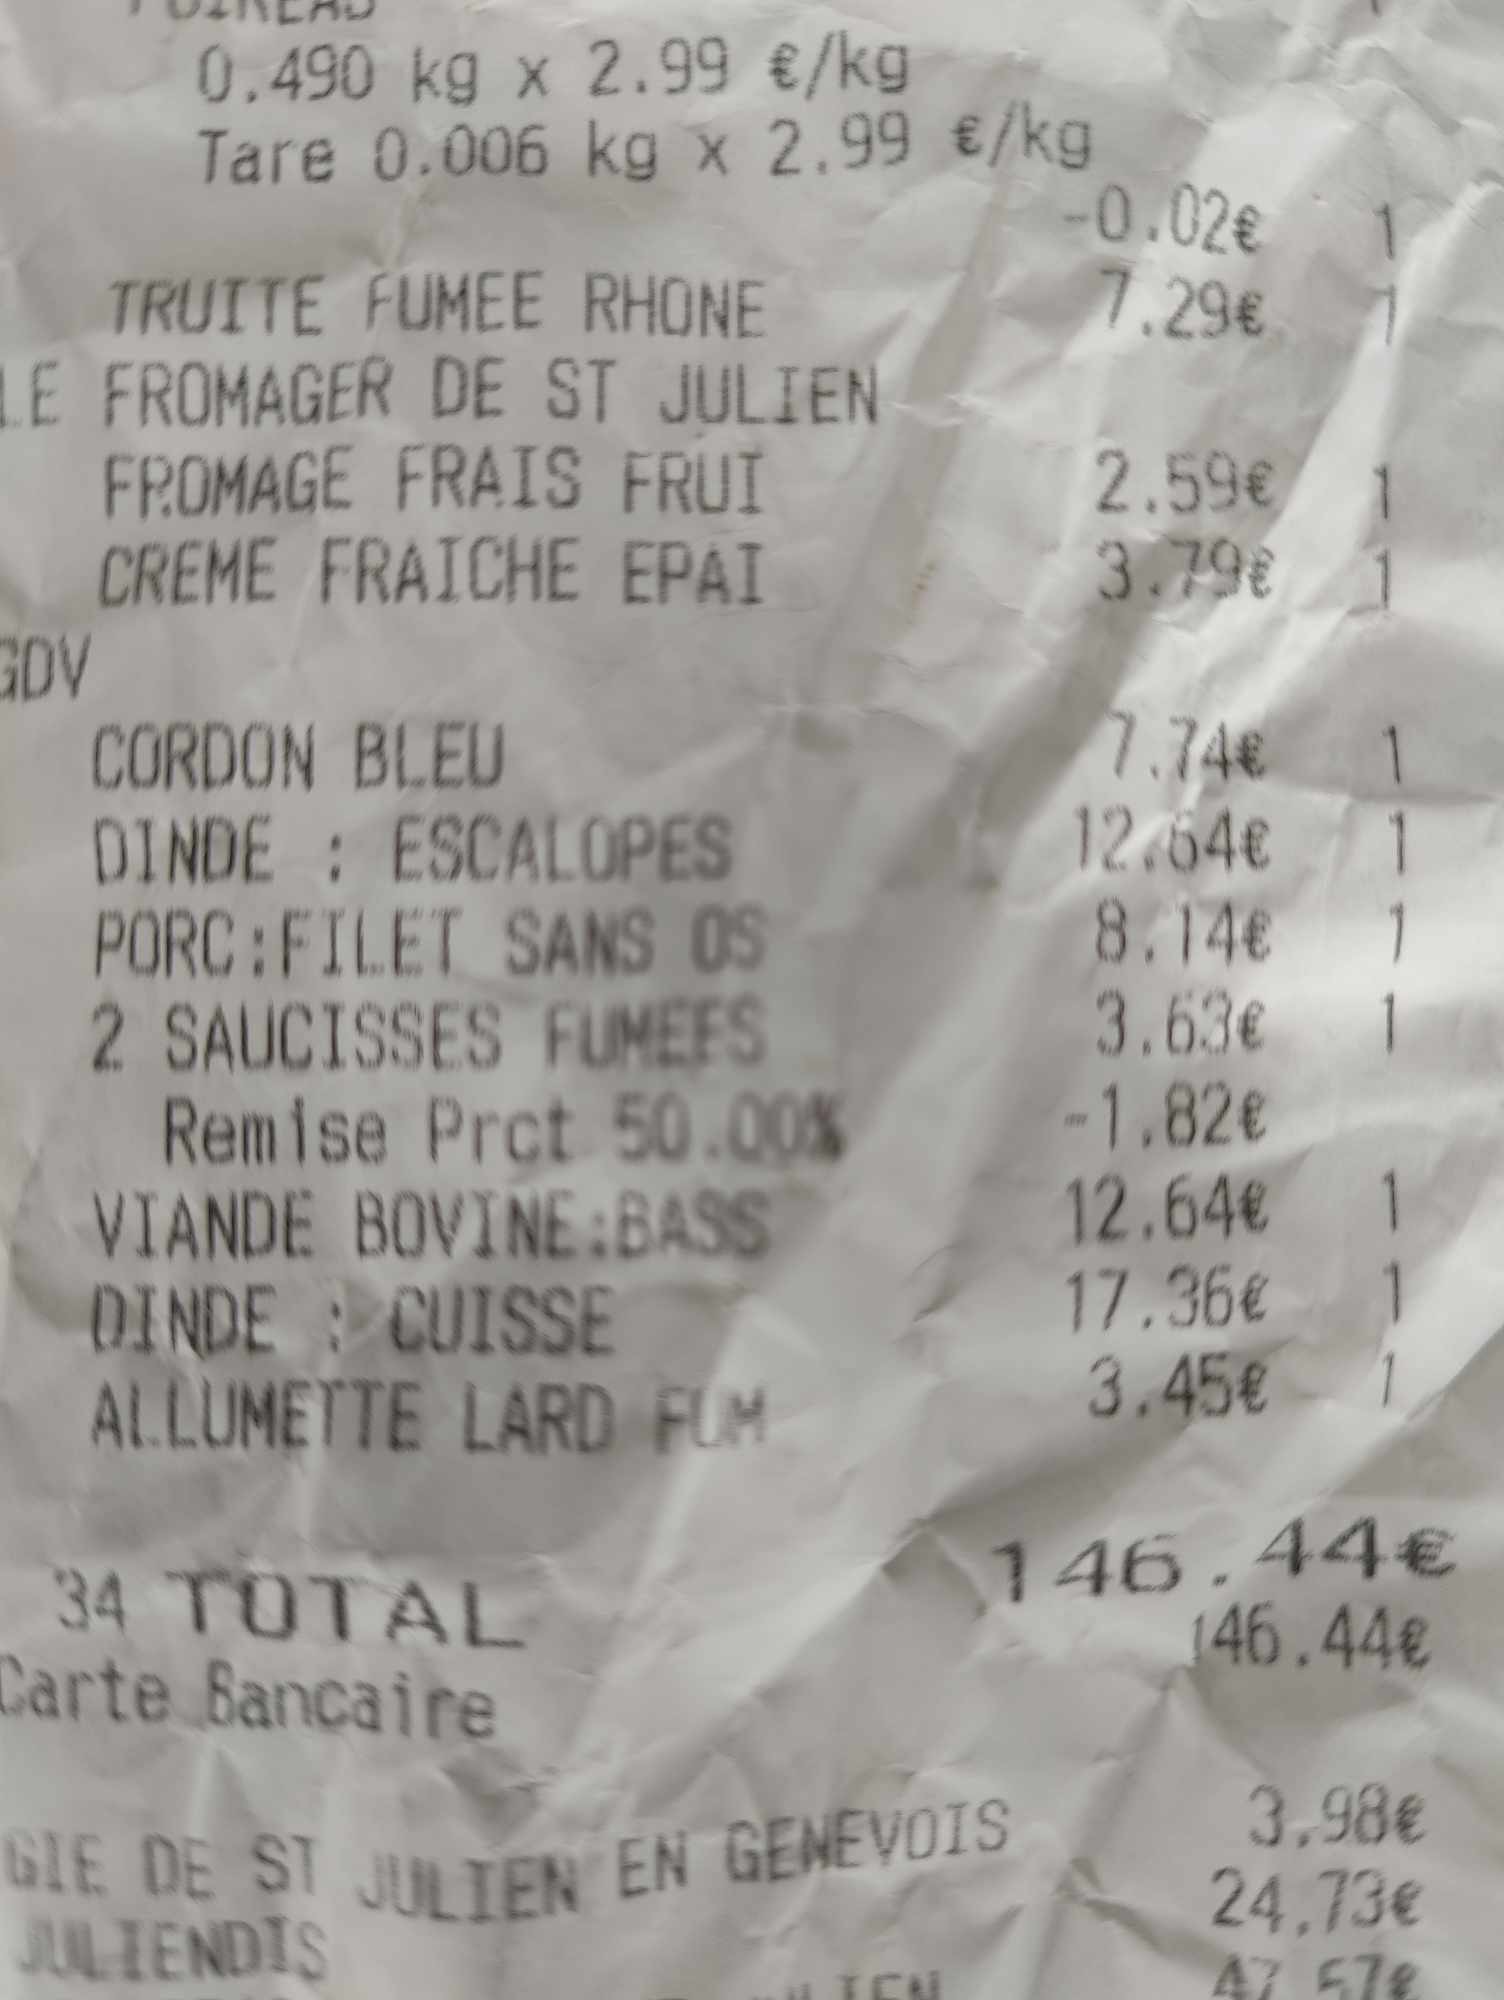 POIREAU
0.490 kg x 2.99 €/kg
Tare 0.006 kg x 2.99 €/kg
-0.02€ 1
TRUITE FUMEE RHONE 7.29€ 1
LE FROMAGER DE ST JULIEN
FROMAGE FRAIS FRUI 2.59€ 1
CREME FRAICHE EPAI 3.79€ 1
GDV
CORDON BLEU 7.74€ 1
DINDE : ESCALOPES 12.64€ 1
PORC:FILET SANS OS 8.14€ 1
2 SAUCISSES FUMEES 3.63€ 1
Remise Prct 50.00% -1.82€
VIANDE BOVINE:BASS 12.64€ 1
DINDE : CUISSE 17.36€ 1
ALLUMETTE LARD FUM 3.45€ 1
34 TOTAL 146.44€
Carte Bancaire 146.44€
GIE DE ST JULIEN EN GENEVOIS 3.98€
JULIENDIS 24.73€
47.57€